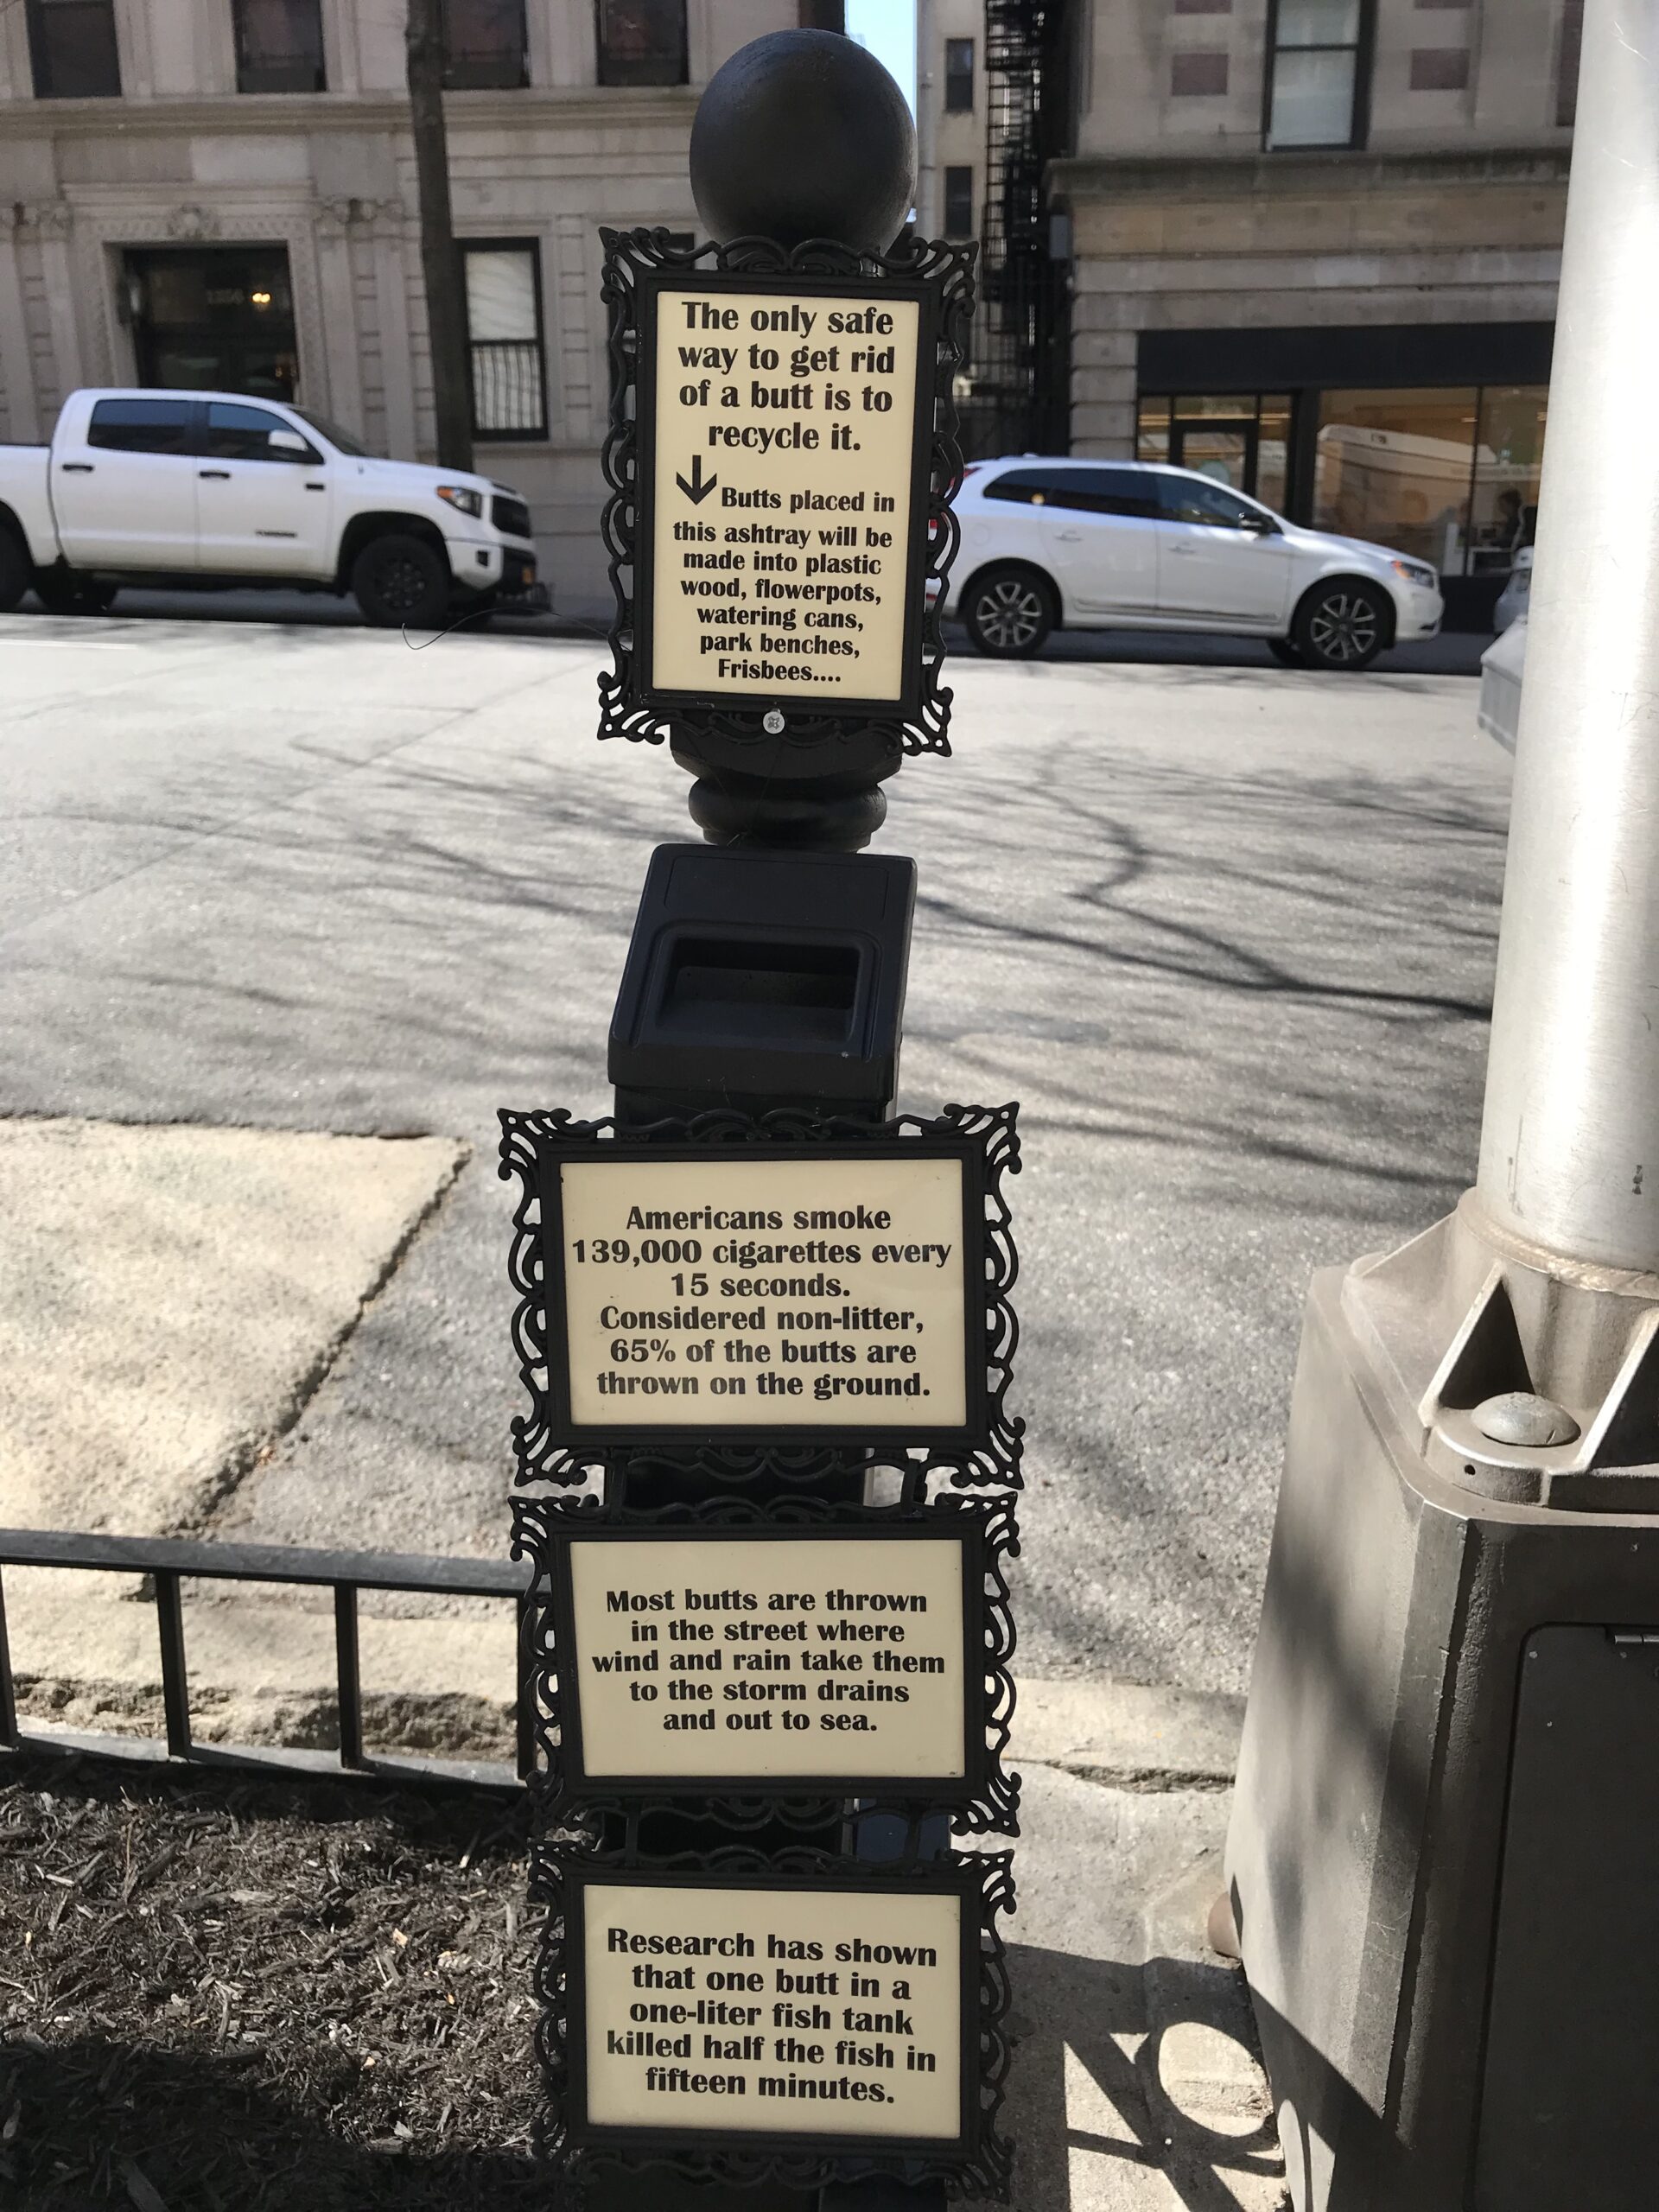 The only safe
way to get rid
of a butt is to
recycle it.
Butts placed in
this ashtray will be
made into plastic
wood, flowerpots,
watering cans,
park benches,
Frisbees....
Americans smoke
139,000 cigarettes every
15 seconds.
Considered non-litter,
65% of the butts are
thrown on the ground.
Most butts are thrown
in the street where
wind and rain take them
to the storm drains
and out to sea.
Research has shown
that one butt in a
one-liter fish tank
killed half the fish in
fifteen minutes.